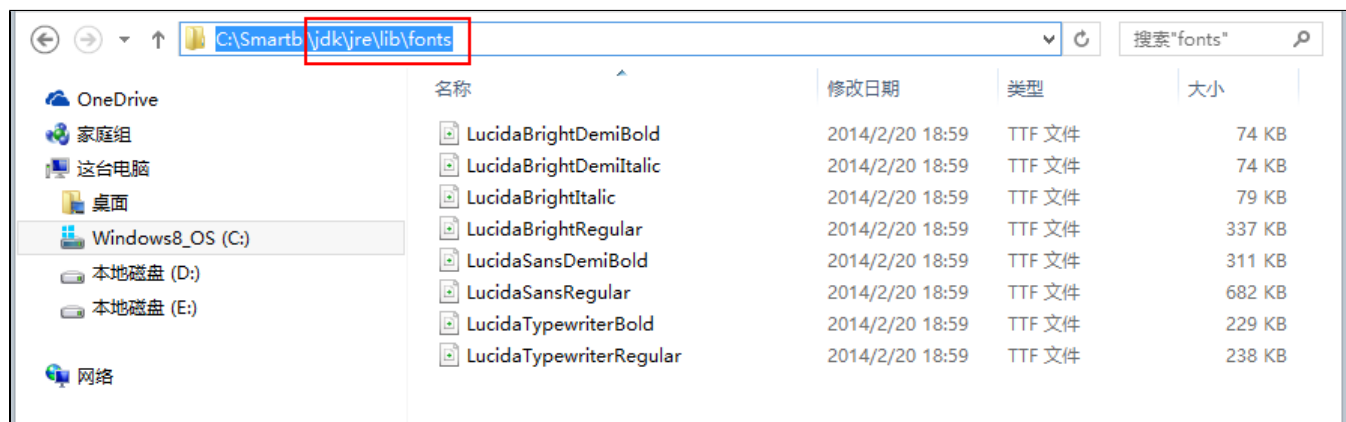 C:\Smartbi\jdk\jre\lib\fonts 搜索"fonts"
名称 修改日期 类型 大小
OneDrive
家庭组
这台电脑
桌面
Windows8_OS (C:)
本地磁盘 (D:)
本地磁盘 (E:)
网络
LucidaBrightDemiBold 2014/2/20 18:59 TTF 文件 74 KB
LucidaBrightDemiItalic 2014/2/20 18:59 TTF 文件 74 KB
LucidaBrightItalic 2014/2/20 18:59 TTF 文件 79 KB
LucidaBrightRegular 2014/2/20 18:59 TTF 文件 337 KB
LucidaSansDemiBold 2014/2/20 18:59 TTF 文件 311 KB
LucidaSansRegular 2014/2/20 18:59 TTF 文件 682 KB
LucidaTypewriterBold 2014/2/20 18:59 TTF 文件 229 KB
LucidaTypewriterRegular 2014/2/20 18:59 TTF 文件 238 KB